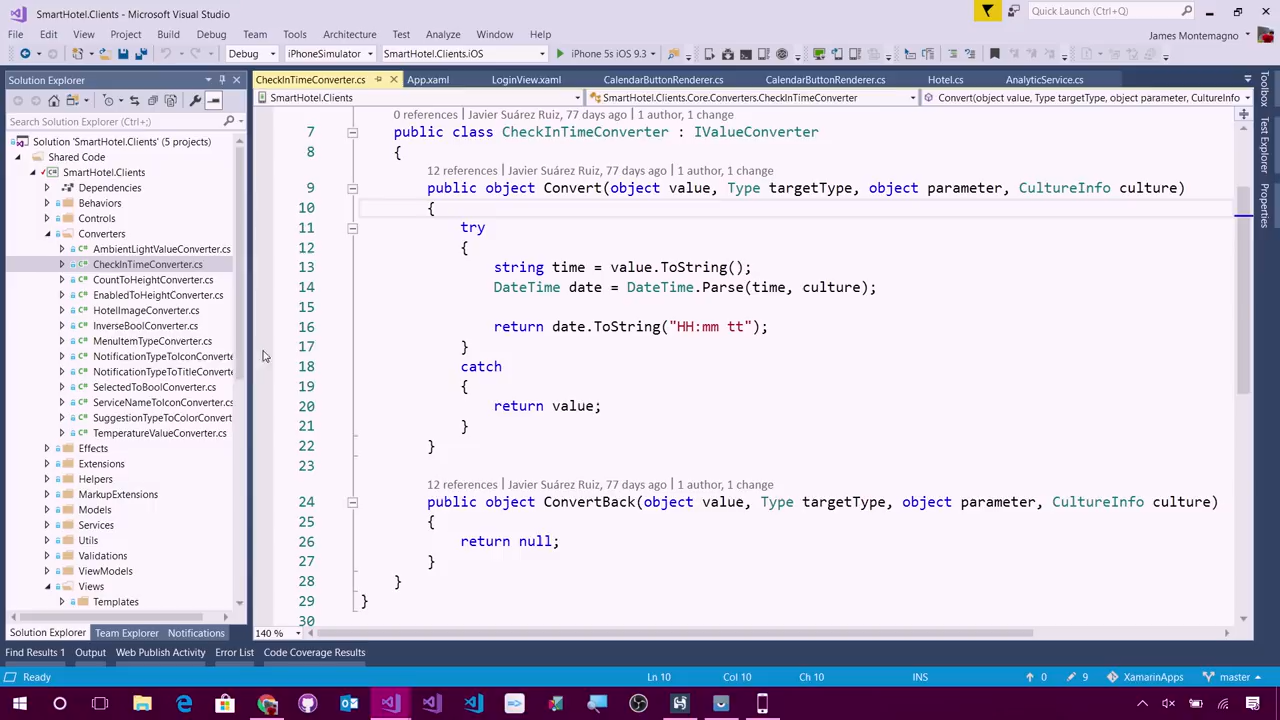 SmartHotel.Clients - Microsoft Visual Studio
Quick Launch (Ctrl+Q)
File Edit View Project Build Debug Team Tools Architecture Test Analyze Window Help
James Montemagno
Debug iPhoneSimulator SmartHotel.Clients.iOS iPhone 5s iOS 9.3
Solution Explorer
CheckInTimeConverter.cs App.xaml LoginView.xaml CalendarButtonRenderer.cs CalendarButtonRenderer.cs Hotel.cs AnalyticService.cs
SmartHotel.Clients SmartHotel.Clients.Core.Converters.CheckInTimeConverter Convert(object value, Type targetType, object parameter, CultureInfo
Search Solution Explorer (Ctrl+;)
Solution 'SmartHotel.Clients' (5 projects)
Shared Code
SmartHotel.Clients
Dependencies
Behaviors
Controls
Converters
AmbientLightValueConverter.cs
CheckInTimeConverter.cs
CountToHeightConverter.cs
EnabledToHeightConverter.cs
HotelImageConverter.cs
InverseBoolConverter.cs
MenuItemTypeConverter.cs
NotificationTypeToIconConverte
NotificationTypeToTitleConverte
SelectedToBoolConverter.cs
ServiceNameToIconConverter.cs
SuggestionTypeToColorConvert
TemperatureValueConverter.cs
Effects
Extensions
Helpers
MarkupExtensions
Models
Services
Utils
Validations
ViewModels
Views
Templates
Solution Explorer Team Explorer Notifications
0 references | Javier Suárez Ruiz, 77 days ago | 1 author, 1 change
7 public class CheckInTimeConverter : IValueConverter
8 {
12 references | Javier Suárez Ruiz, 77 days ago | 1 author, 1 change
9 public object Convert(object value, Type targetType, object parameter, CultureInfo culture)
10 {
11 try
12 {
13 string time = value.ToString();
14 DateTime date = DateTime.Parse(time, culture);
15
16 return date.ToString("HH:mm tt");
17 }
18 catch
19 {
20 return value;
21 }
22 }
23
12 references | Javier Suárez Ruiz, 77 days ago | 1 author, 1 change
24 public object ConvertBack(object value, Type targetType, object parameter, CultureInfo culture)
25 {
26 return null;
27 }
28 }
29 }
30
140 %
Toolbox
Test Explorer
Properties
Find Results 1 Output Web Publish Activity Error List Code Coverage Results
Ready Ln 10 Col 10 Ch 10 INS 0 9 XamarinApps master